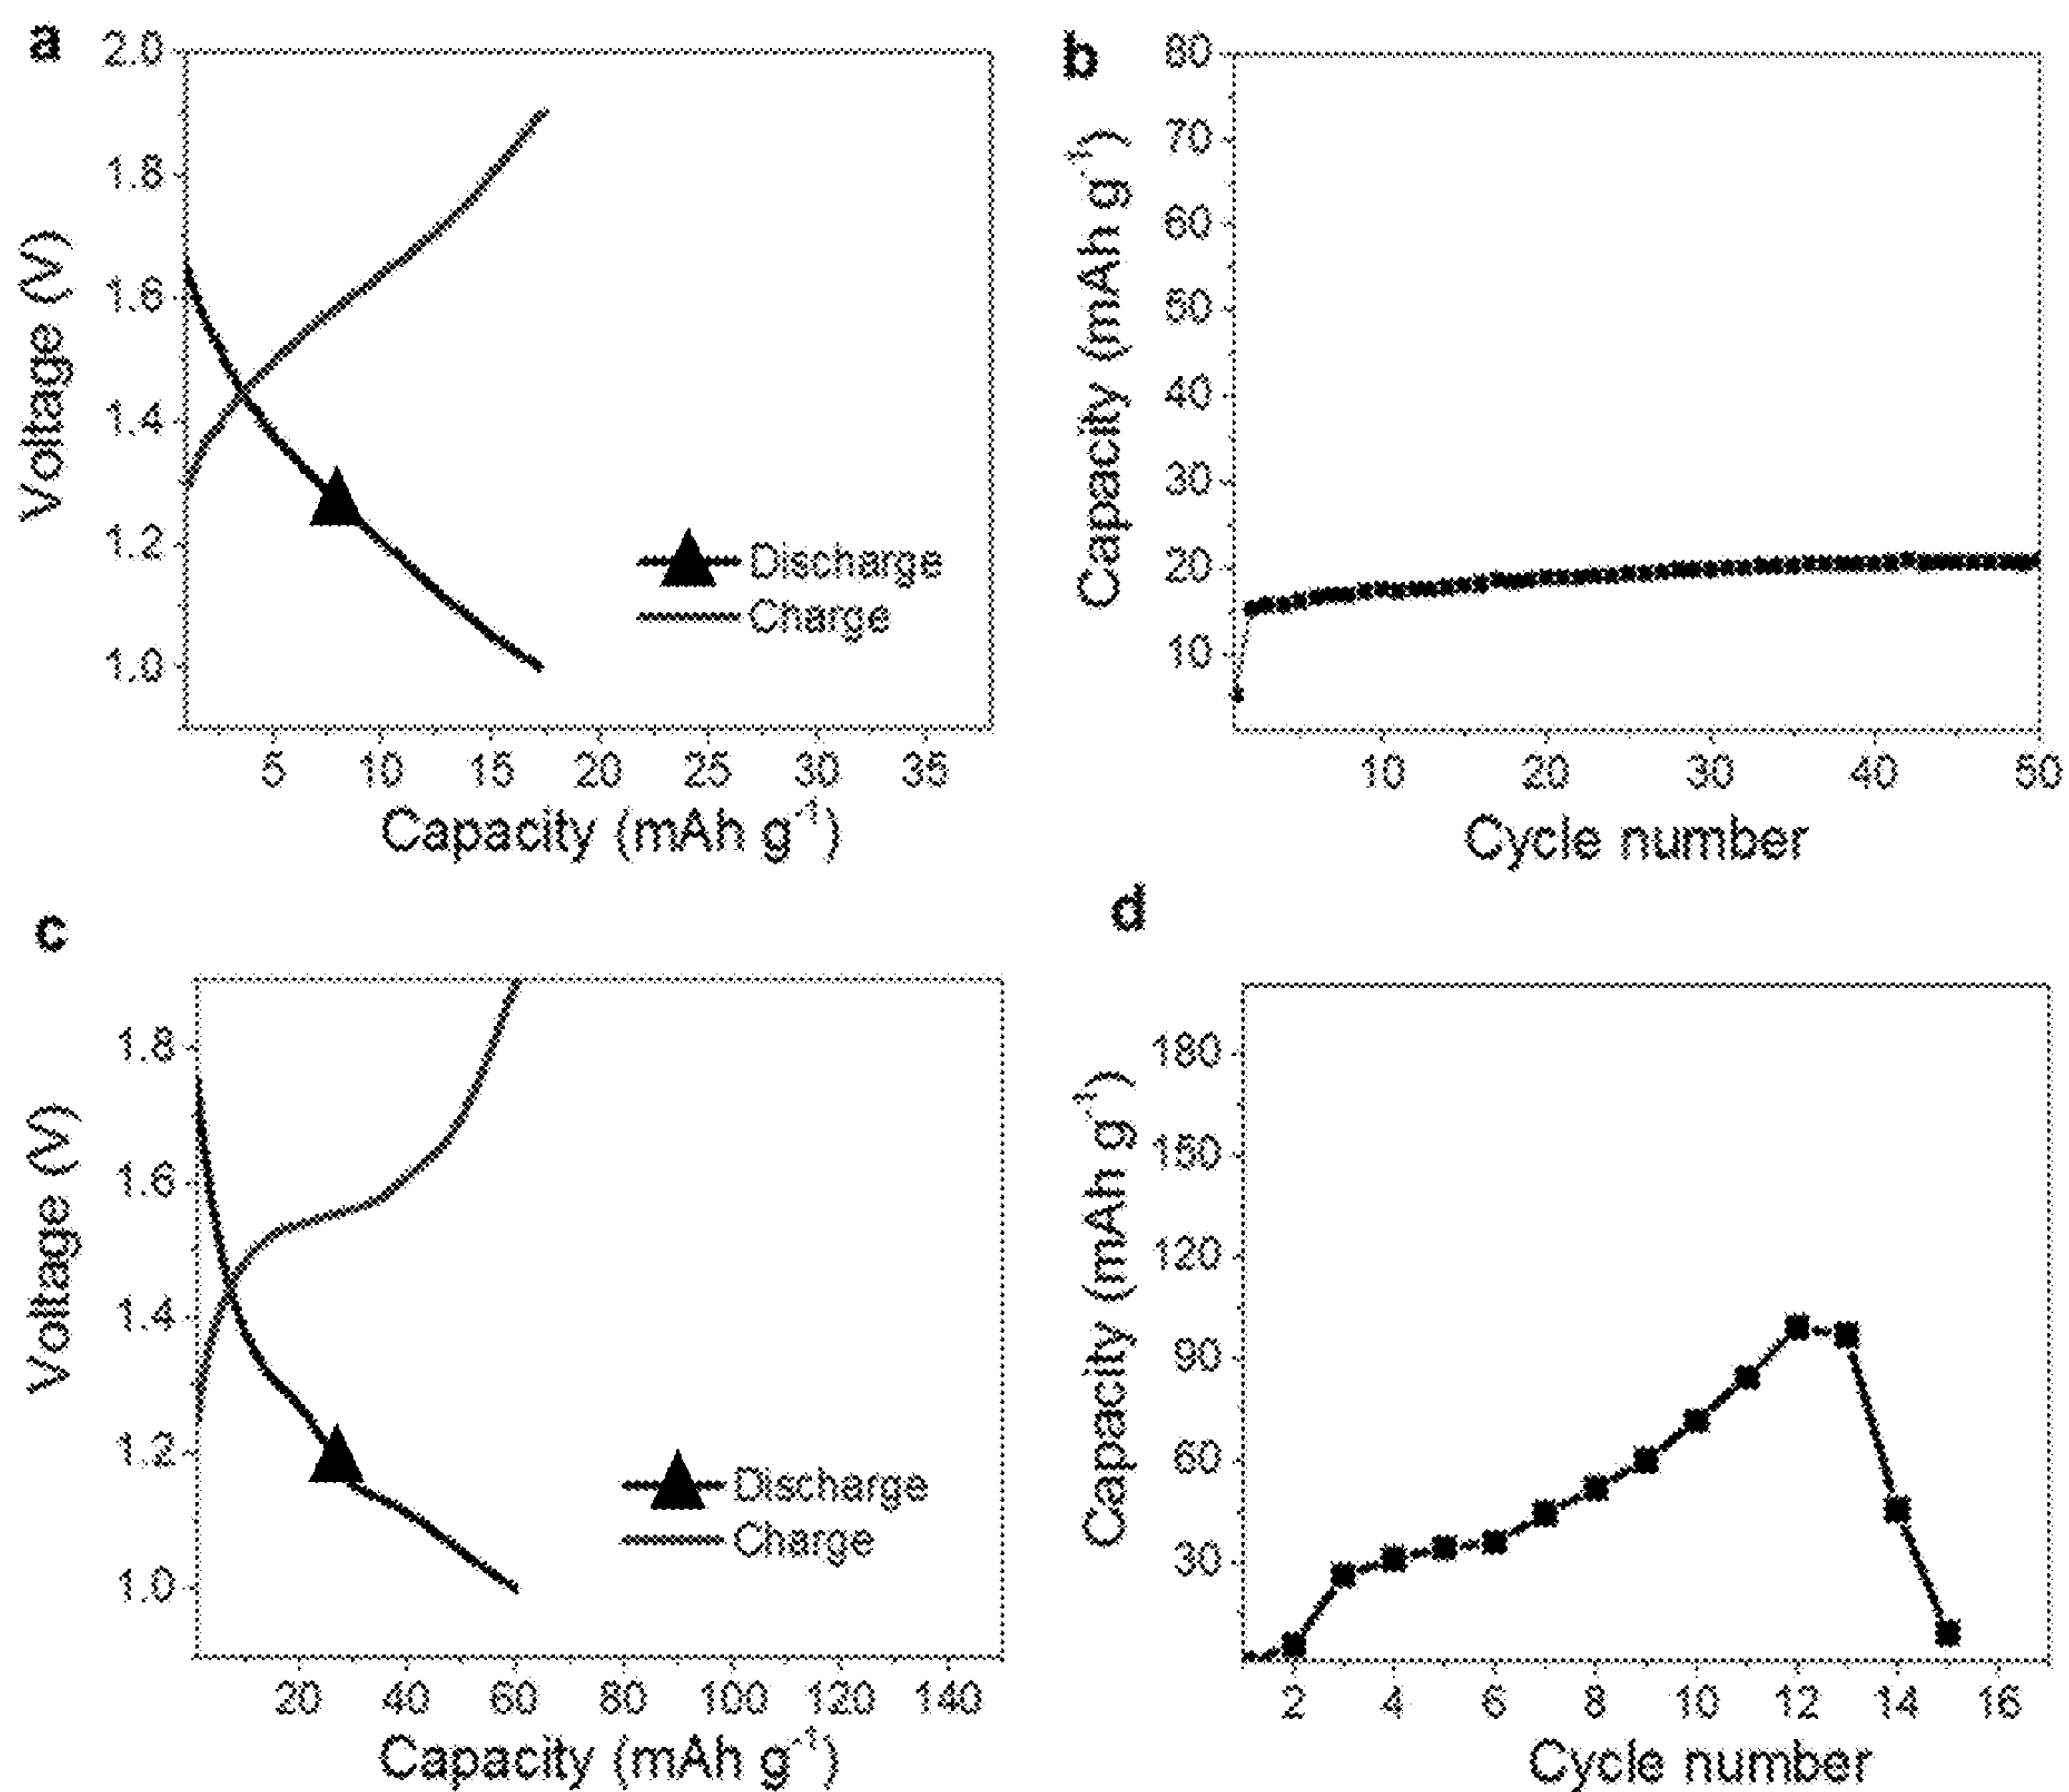 a
2.0
1.8
1.6
1.4
1.2
1.0
Voltage (V)
Discharge
Charge
5 10 15 20 25 30 35
Capacity (mAh g⁻¹)
b
80
70
60
50
40
30
20
10
Capacity (mAh g⁻¹)
10 20 30 40 50
Cycle number
c
1.8
1.6
1.4
1.2
1.0
Voltage (V)
Discharge
Charge
20 40 60 80 100 120 140
Capacity (mAh g⁻¹)
d
180
150
120
90
60
30
Capacity (mAh g⁻¹)
2 4 6 8 10 12 14 16
Cycle number